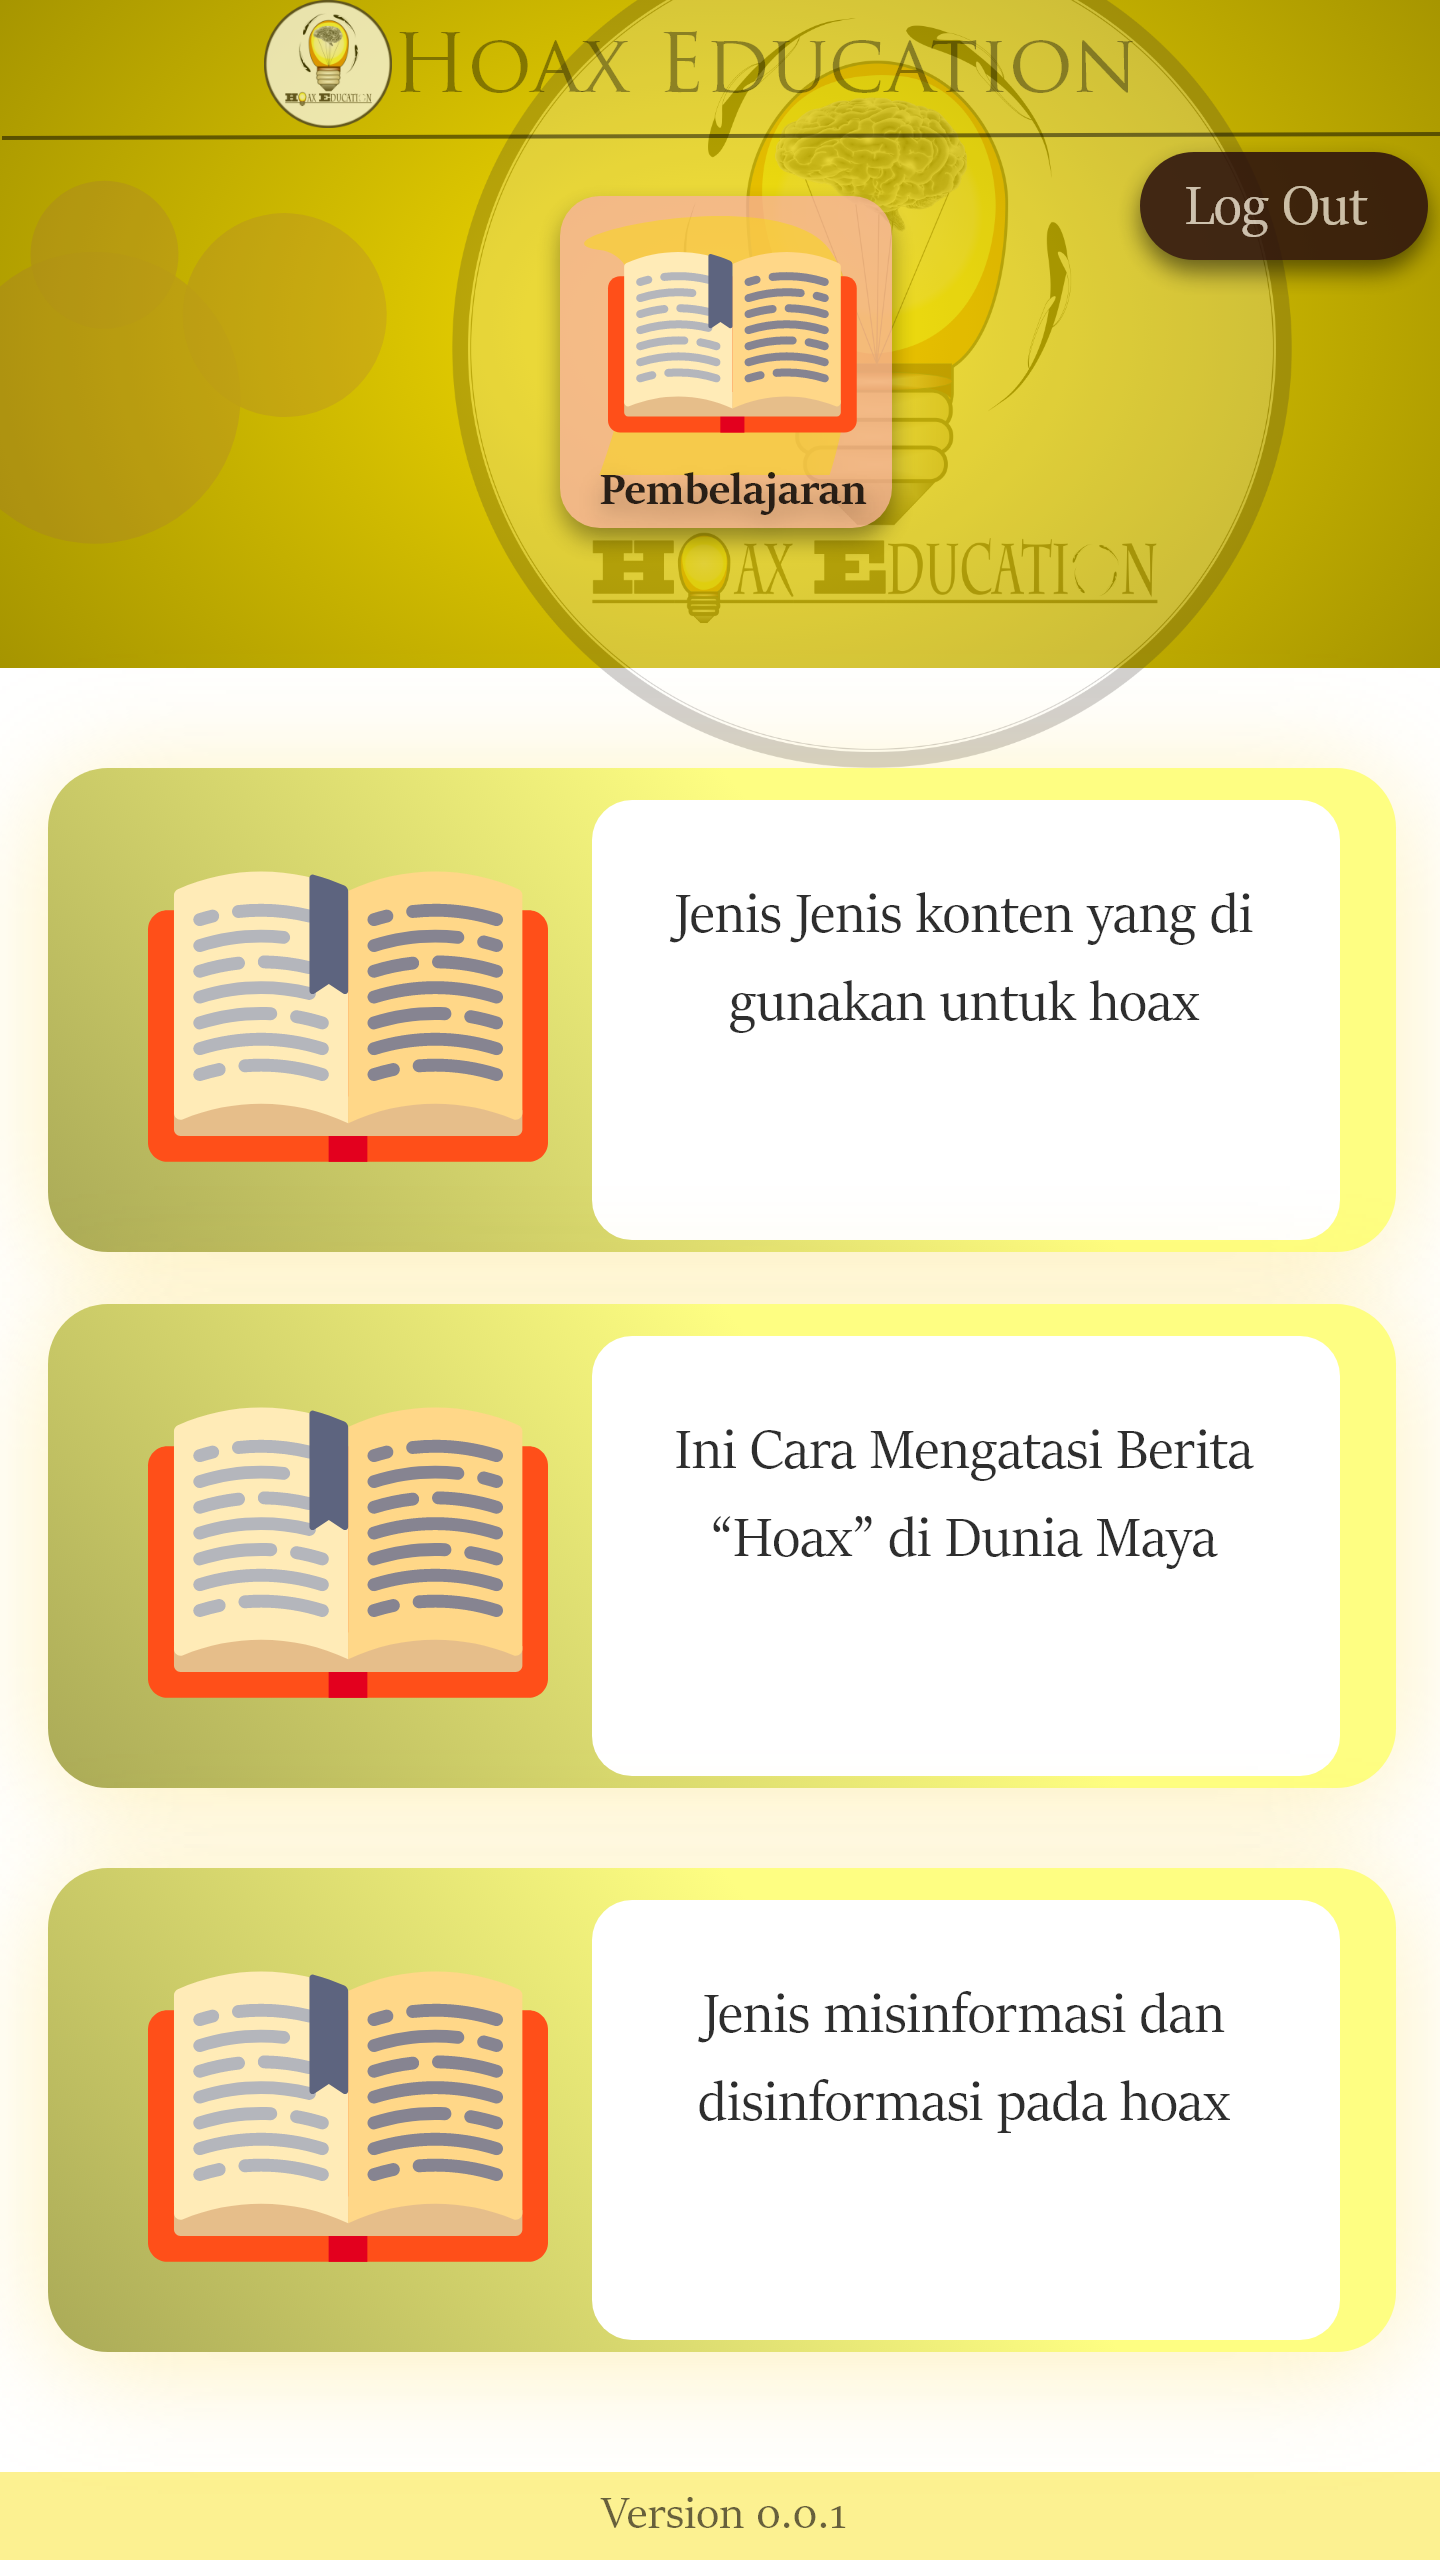 HOAX EDUCATION
HOAX EDUCATION
Log Out
Pembelajaran
HOAX EDUCATION
Jenis Jenis konten yang di
gunakan untuk hoax
Ini Cara Mengatasi Berita
“Hoax” di Dunia Maya
Jenis misinformasi dan
disinformasi pada hoax
Version 0.0.1